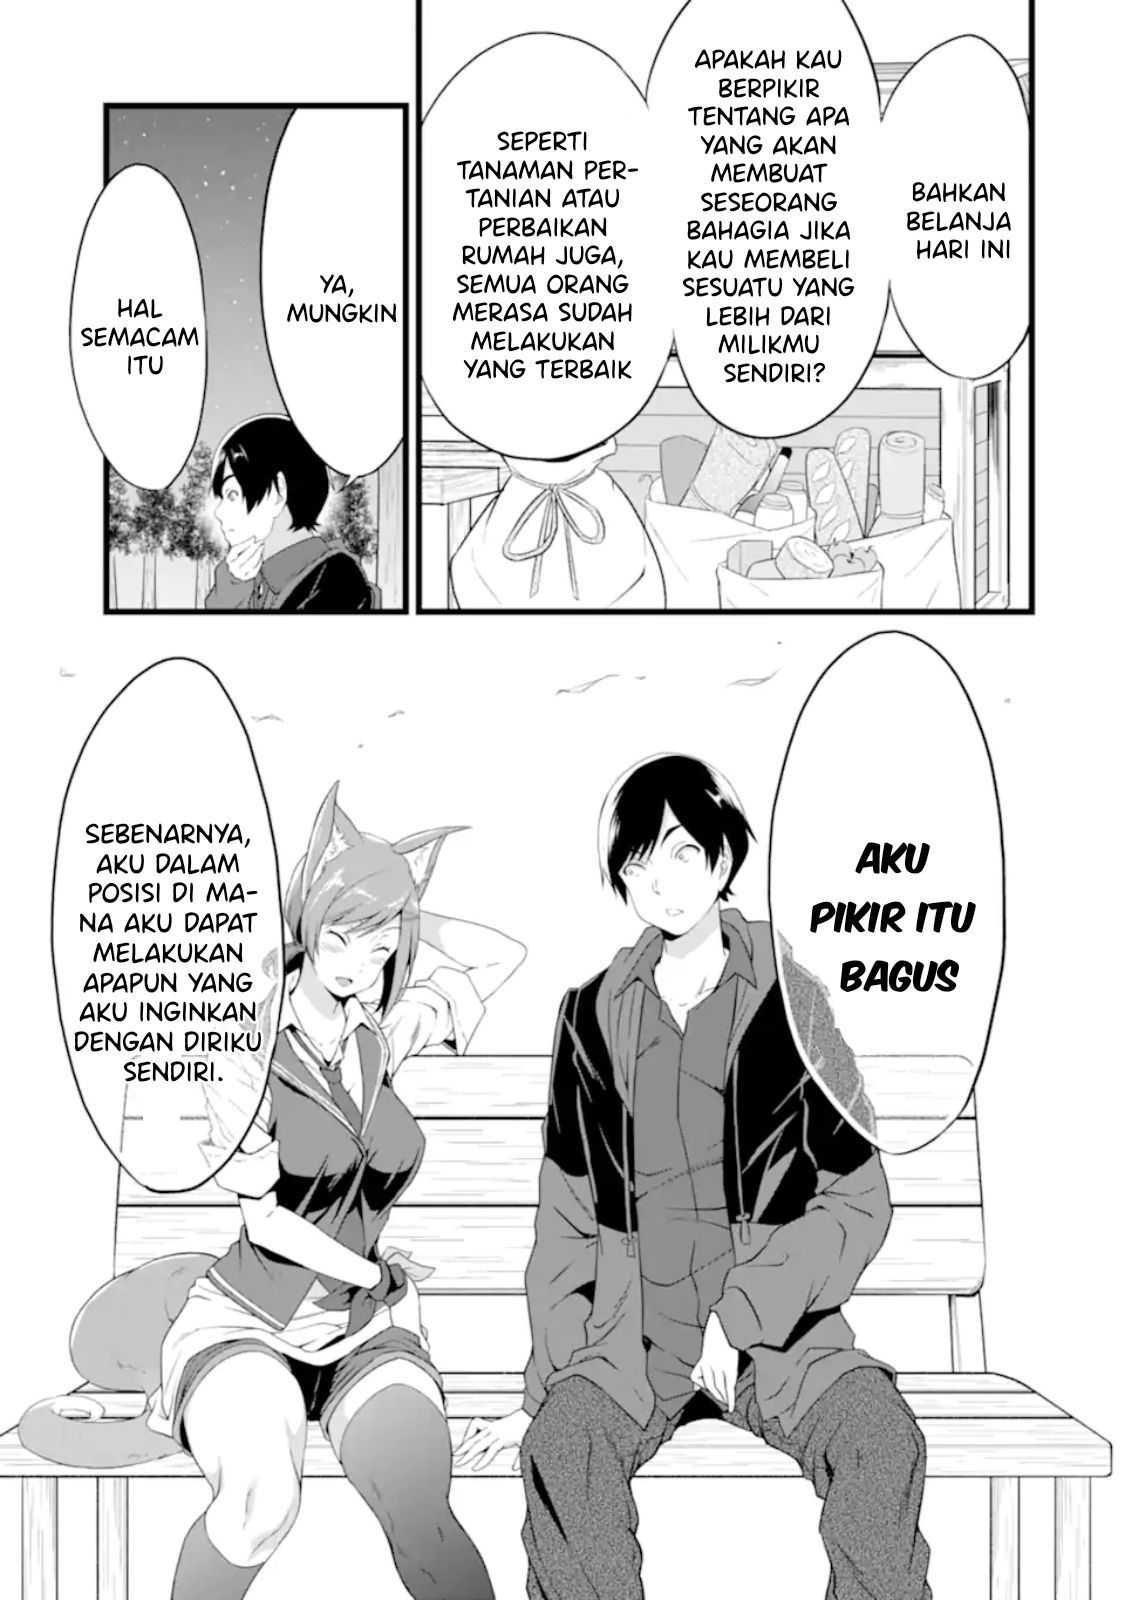 BAHKAN
BELANJA
HARI INI
APAKAH KAU
BERPIKIR
TENTANG APA
YANG AKAN
MEMBUAT
SESEORANG
BAHAGIA JIKA
KAU MEMBELI
SESUATU YANG
LEBIH DARI
MILIKMU
SENDIRI?
SEPERTI
TANAMAN PER-
TANIAN ATAU
PERBAIKAN
RUMAH JUGA,
SEMUA ORANG
MERASA SUDAH
MELAKUKAN
YANG TERBAIK
YA,
MUNGKIN
HAL
SEMACAM
ITU
AKU
PIKIR ITU
BAGUS
SEBENARNYA,
AKU DALAM
POSISI DI MA-
NA AKU DAPAT
MELAKUKAN
APAPUN YANG
AKU INGINKAN
DENGAN DIRIKU
SENDIRI.